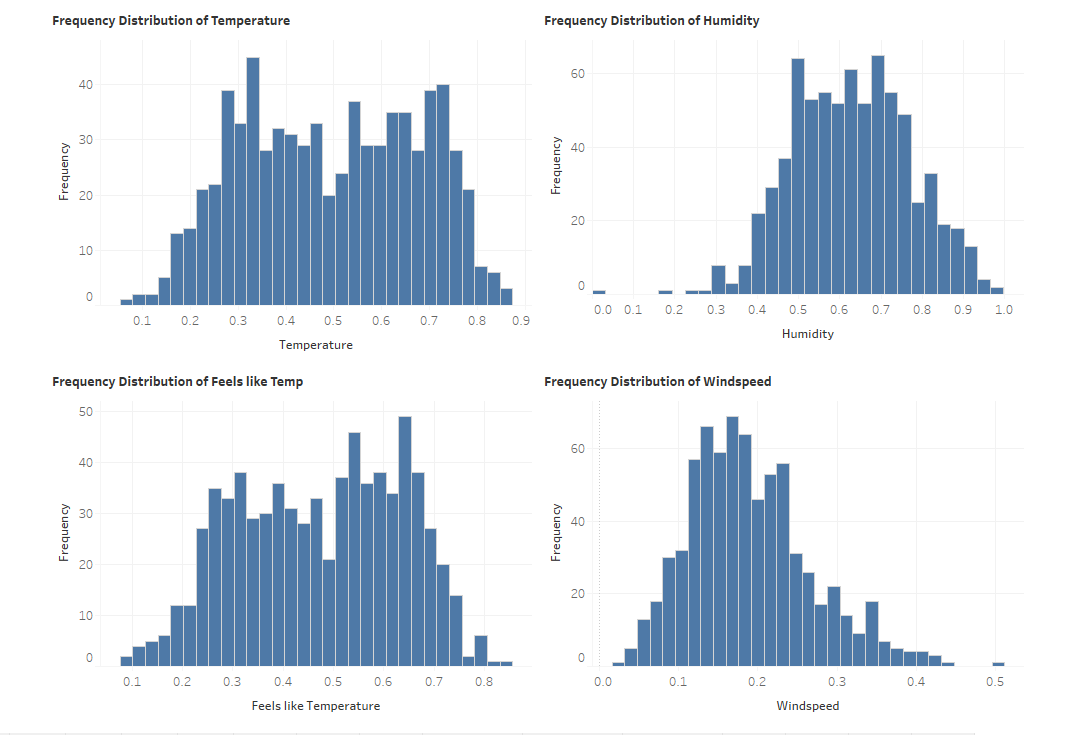 Frequency Distribution of Temperature
Frequency
40
30
20
10
0
0.1 0.2 0.3 0.4 0.5 0.6 0.7 0.8 0.9
Temperature
Frequency Distribution of Humidity
Frequency
60
40
20
0
0.0 0.1 0.2 0.3 0.4 0.5 0.6 0.7 0.8 0.9 1.0
Humidity
Frequency Distribution of Feels like Temp
Frequency
50
40
30
20
10
0
0.1 0.2 0.3 0.4 0.5 0.6 0.7 0.8
Feels like Temperature
Frequency Distribution of Windspeed
Frequency
60
40
20
0
0.0 0.1 0.2 0.3 0.4 0.5
Windspeed